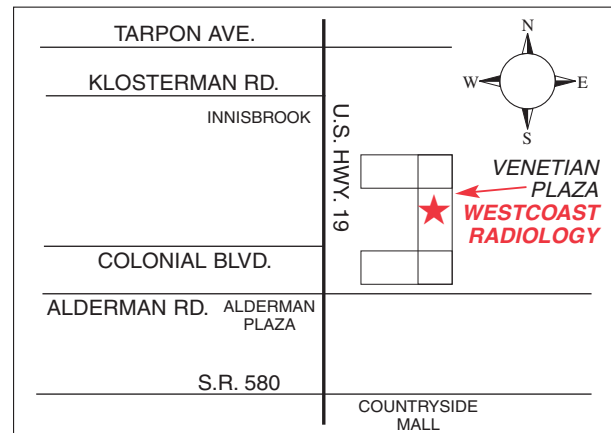 TARPON AVE.
KLOSTERMAN RD.
INNISBROOK
U.S. HWY. 19
N
W
E
S
VENETIAN
PLAZA
WESTCOAST
RADIOLOGY
COLONIAL BLVD.
ALDERMAN RD.
ALDERMAN
PLAZA
S.R. 580
COUNTRYSIDE
MALL